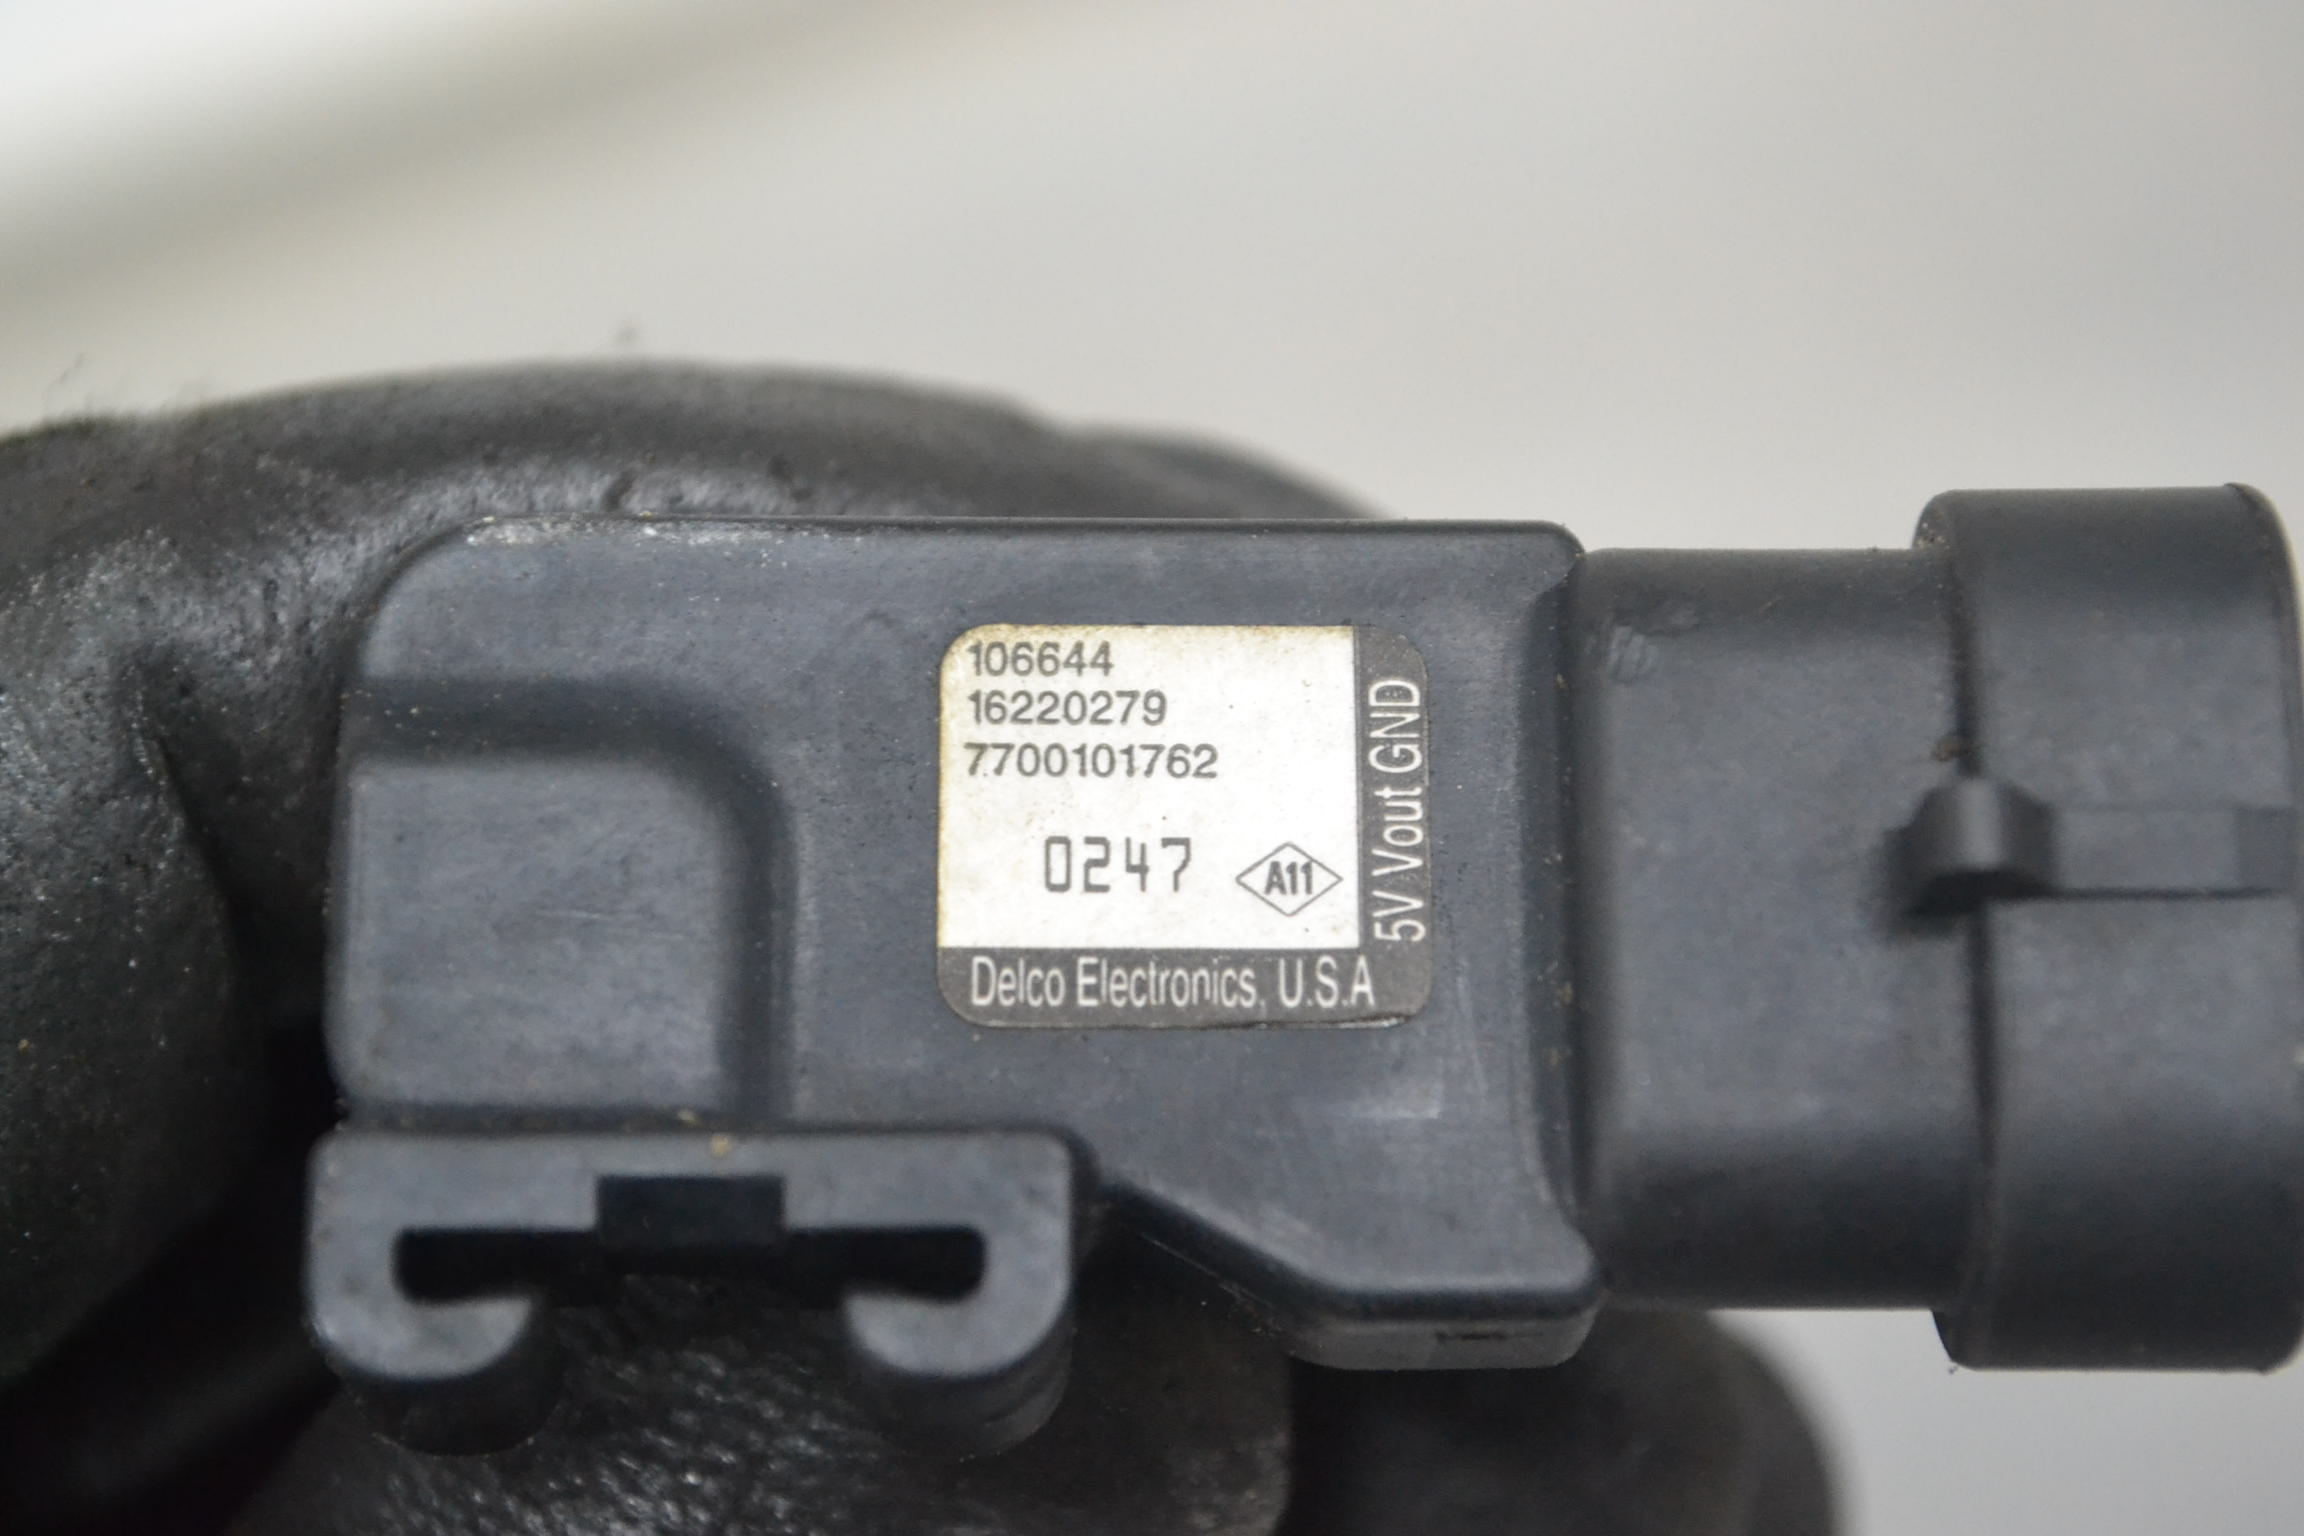 106644
16220279
7700101762
0247
A11
5V Vout GND
Delco Electronics, U.S.A